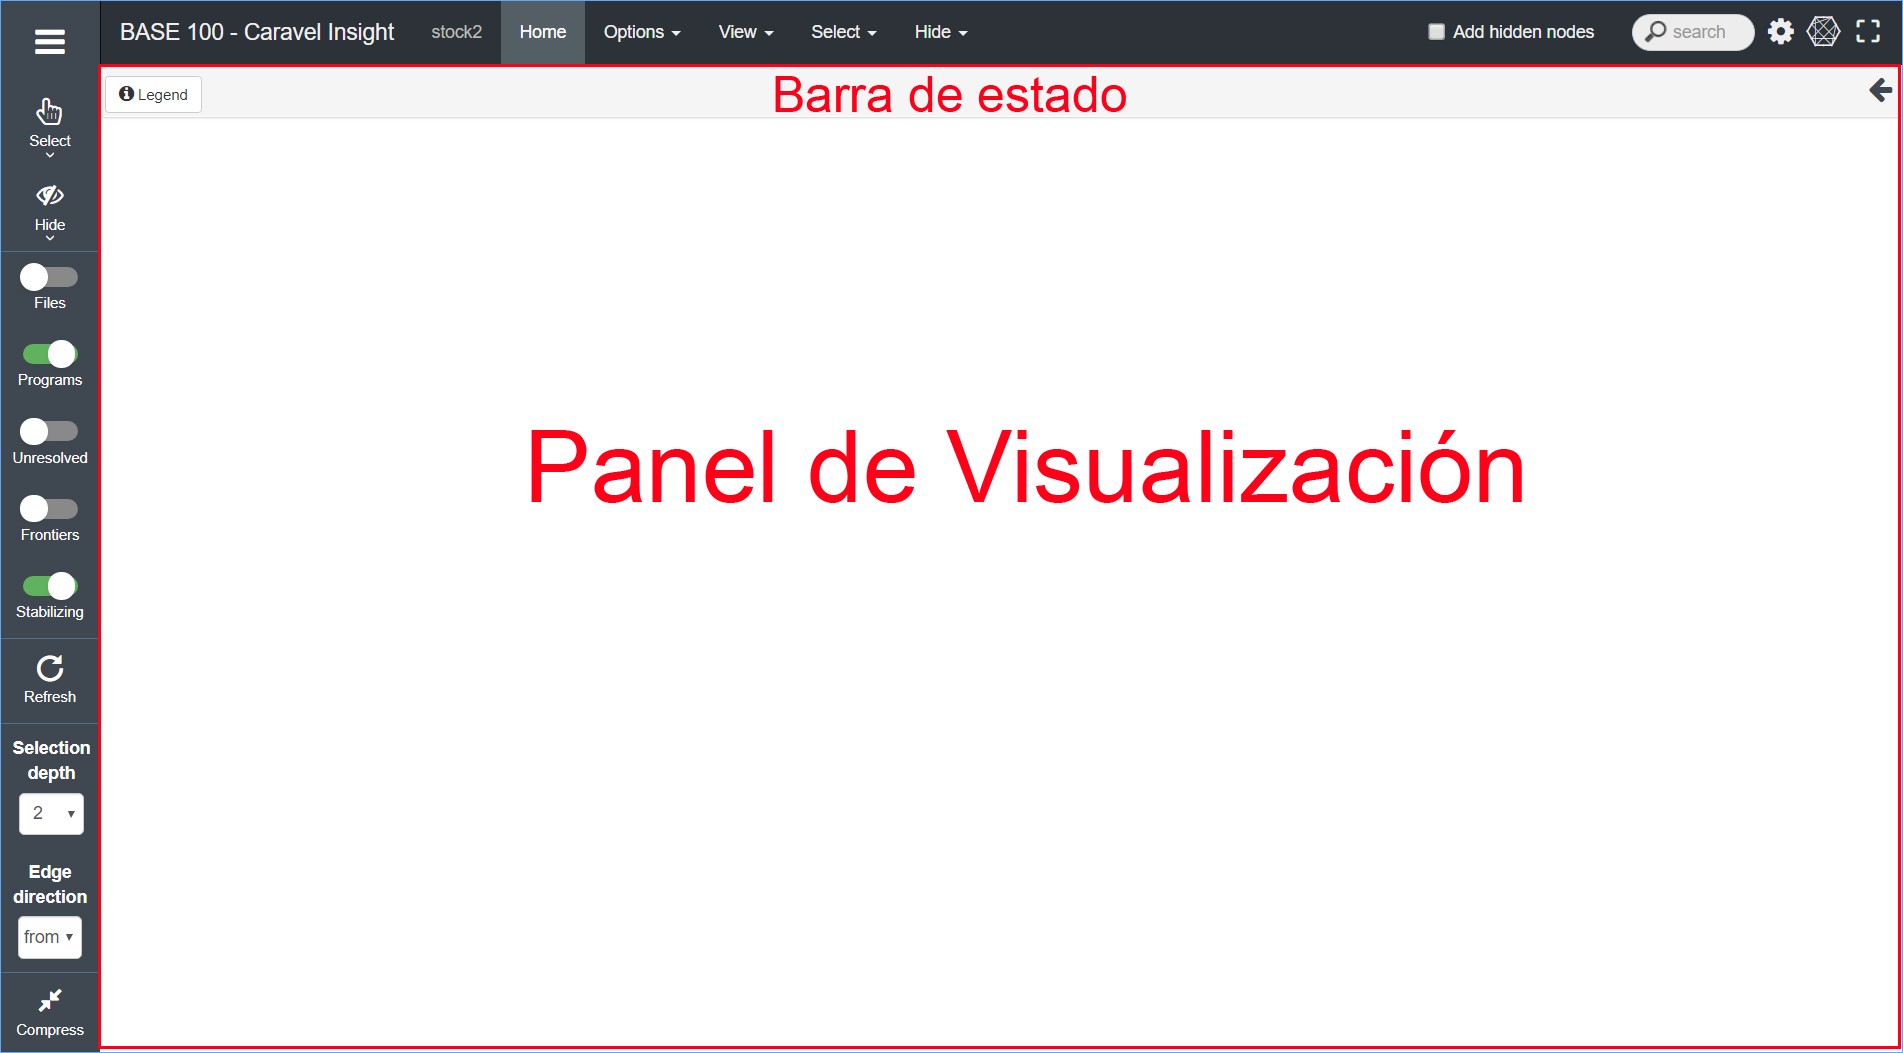 BASE 100 - Caravel Insight stock2 Home Options View Select Hide Add hidden nodes search
Legend
Barra de estado
Select
Hide
Files
Programs
Unresolved
Frontiers
Stabilizing
Refresh
Selection
depth
2
Edge
direction
from
Compress
Panel de Visualización